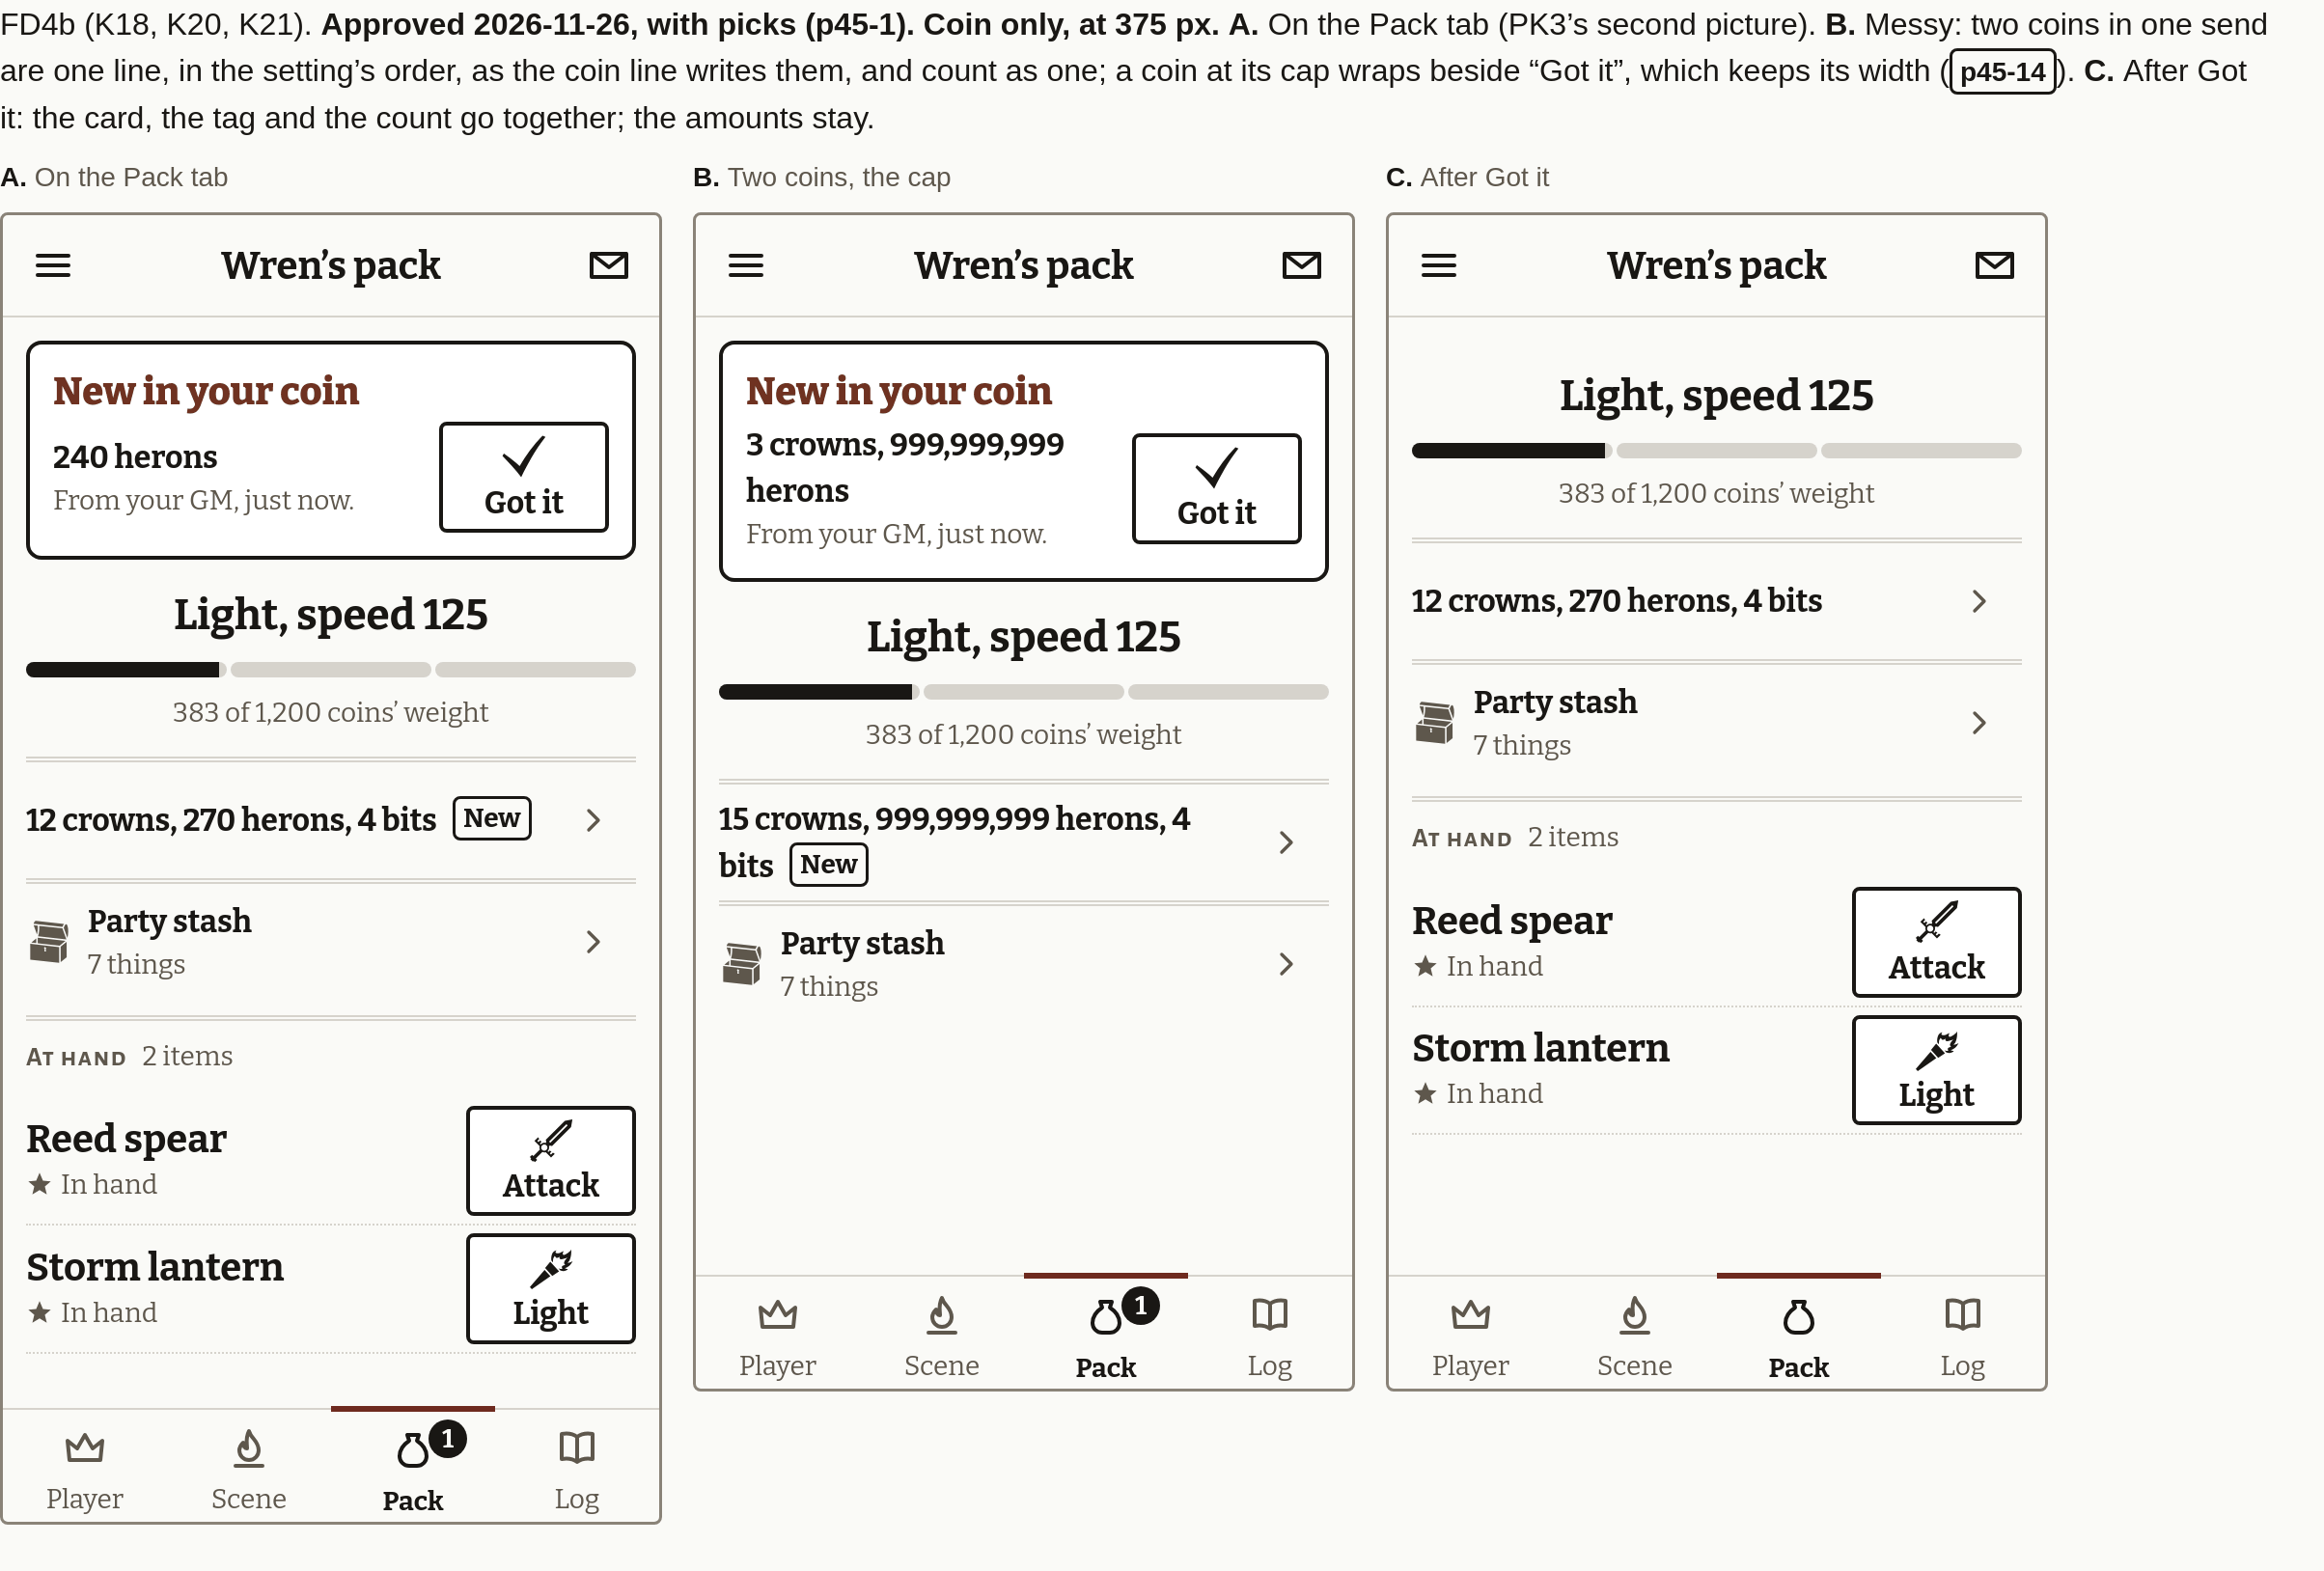 FD4b (K18, K20, K21). Approved 2026-11-26, with picks (p45-1). Coin only, at 375 px. A. On the Pack tab (PK3’s second picture). B. Messy: two coins in one send
are one line, in the setting’s order, as the coin line writes them, and count as one; a coin at its cap wraps beside “Got it”, which keeps its width (p45-14). C. After Got
it: the card, the tag and the count go together; the amounts stay.
A. On the Pack tab
Wren’s pack
New in your coin
240 herons
From your GM, just now.
Got it
Light, speed 125
383 of 1,200 coins’ weight
12 crowns, 270 herons, 4 bits New
Party stash
7 things
At hand 2 items
Reed spear
In hand
Attack
Storm lantern
In hand
Light
1
Player
Scene
Pack
Log
B. Two coins, the cap
Wren’s pack
New in your coin
3 crowns, 999,999,999
herons
From your GM, just now.
Got it
Light, speed 125
383 of 1,200 coins’ weight
15 crowns, 999,999,999 herons, 4
bits New
Party stash
7 things
1
Player
Scene
Pack
Log
C. After Got it
Wren’s pack
Light, speed 125
383 of 1,200 coins’ weight
12 crowns, 270 herons, 4 bits
Party stash
7 things
At hand 2 items
Reed spear
In hand
Attack
Storm lantern
In hand
Light
Player
Scene
Pack
Log